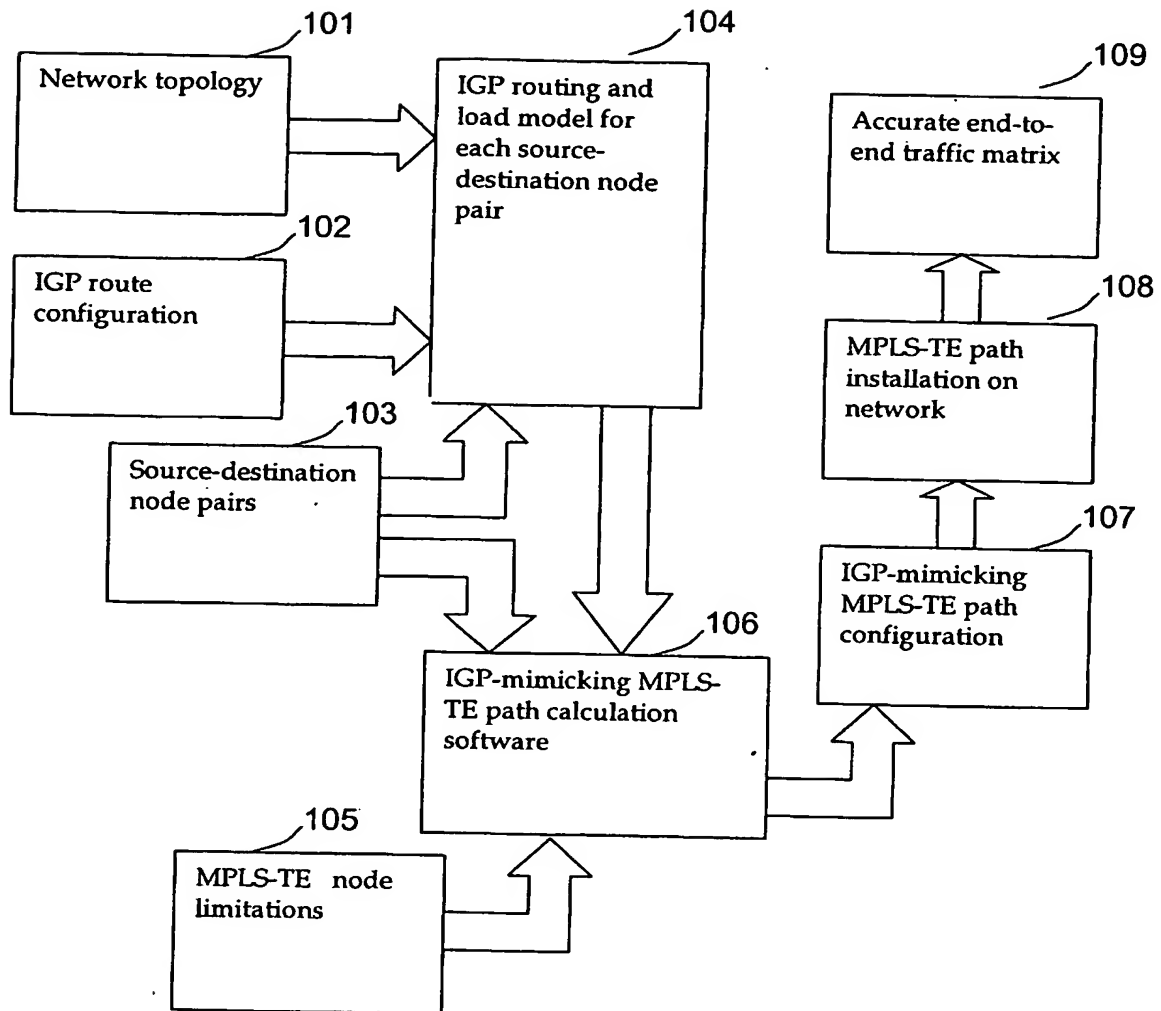 101
Network topology
102
IGP route
configuration
103
Source-destination
node pairs
104
IGP routing and
load model for
each source-
destination node
pair
105
MPLS-TE node
limitations
106
IGP-mimicking MPLS-
TE path calculation
software
107
IGP-mimicking
MPLS-TE path
configuration
108
MPLS-TE path
installation on
network
109
Accurate end-to-
end traffic matrix